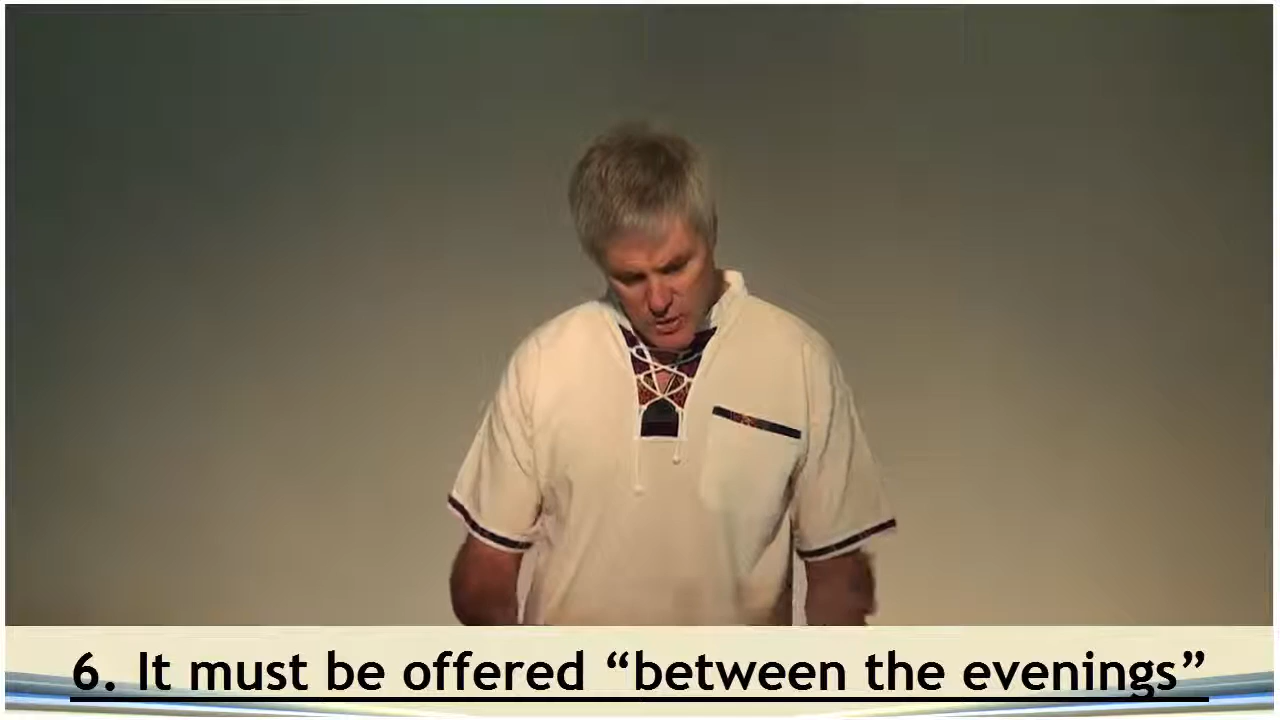 6. It must be offered “between the evenings”